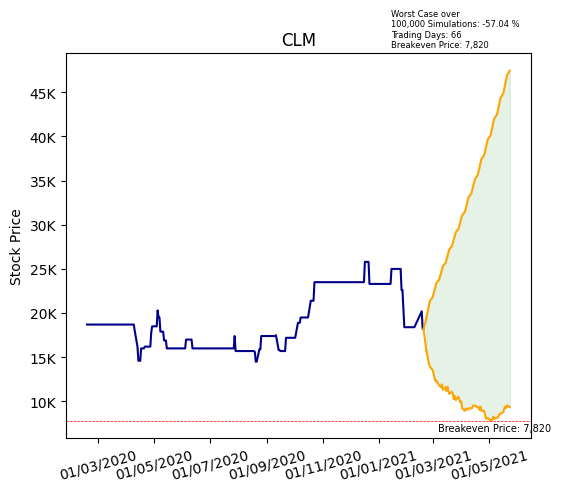 Worst Case over
100,000 Simulations: -57.04 %
Trading Days: 66
Breakeven Price: 7,820
CLM
Stock Price
45K
40K
35K
30K
25K
20K
15K
10K
Breakeven Price: 7,820
01/03/2020
01/05/2020
01/07/2020
01/09/2020
01/11/2020
01/01/2021
01/03/2021
01/05/2021